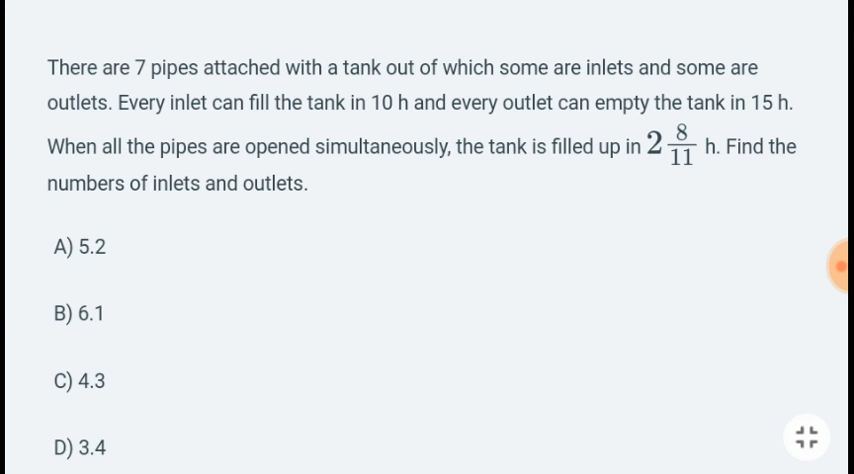 There are 7 pipes attached with a tank out of which some are inlets and some are
outlets. Every inlet can fill the tank in 10 h and every outlet can empty the tank in 15 h.
When all the pipes are opened simultaneously, the tank is filled up in 2 8/11 h. Find the
numbers of inlets and outlets.
A) 5.2
B) 6.1
C) 4.3
D) 3.4